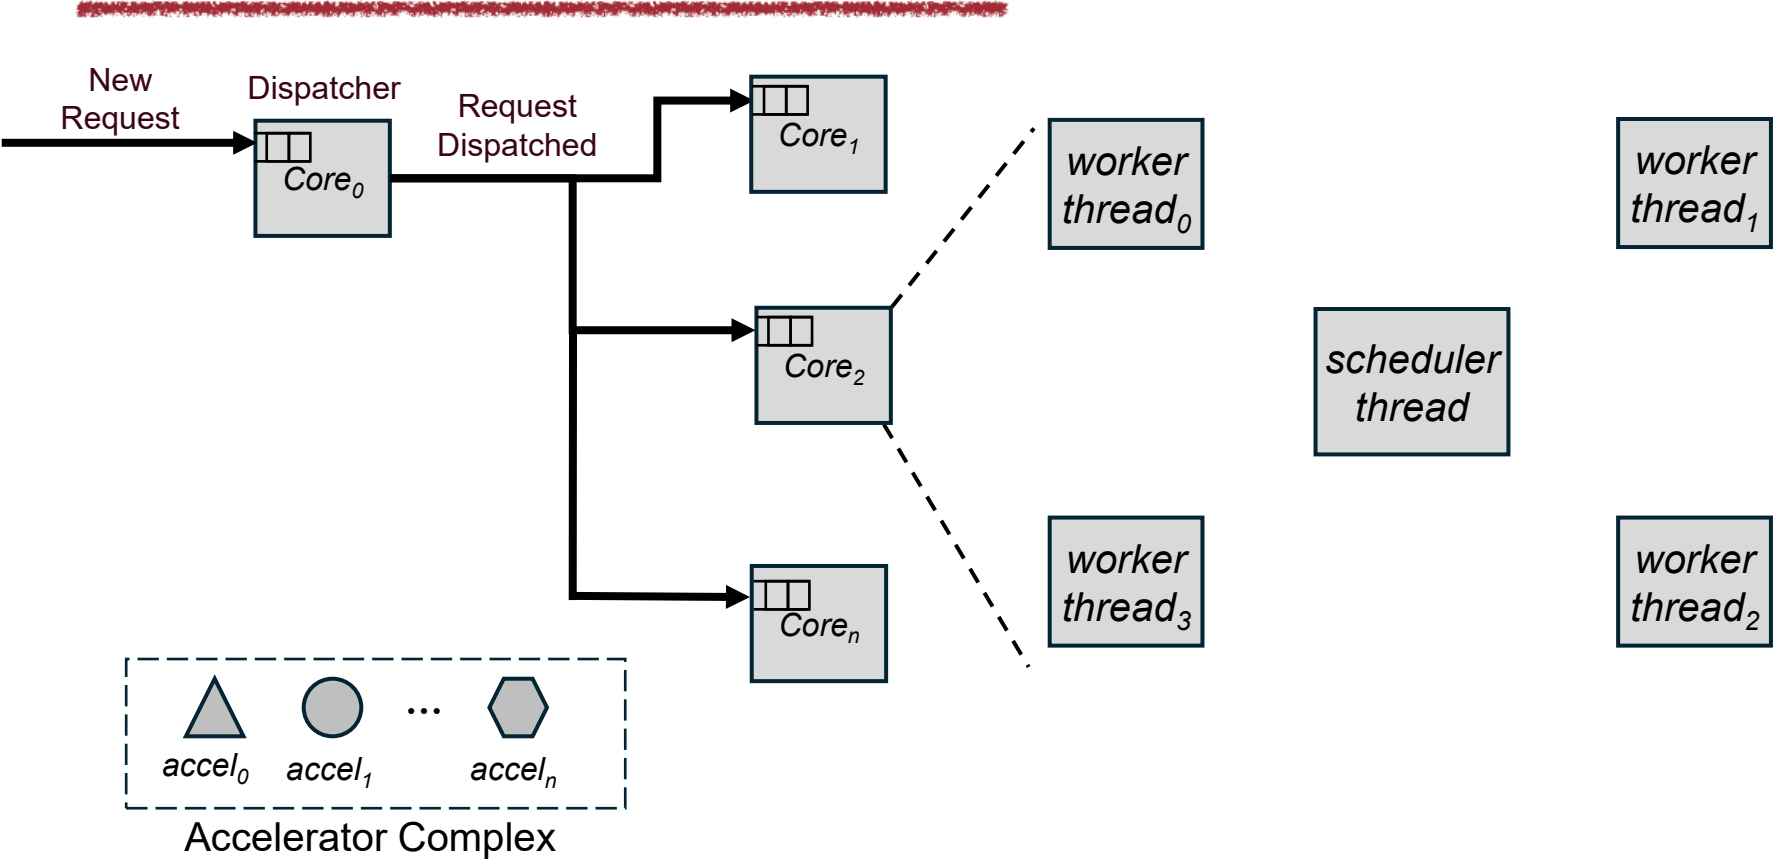 New
Request
Dispatcher
Core0
Request
Dispatched
Core1
Core2
Coren
worker
thread0
worker
thread1
scheduler
thread
worker
thread3
worker
thread2
accel0
accel1
...
acceln
Accelerator Complex